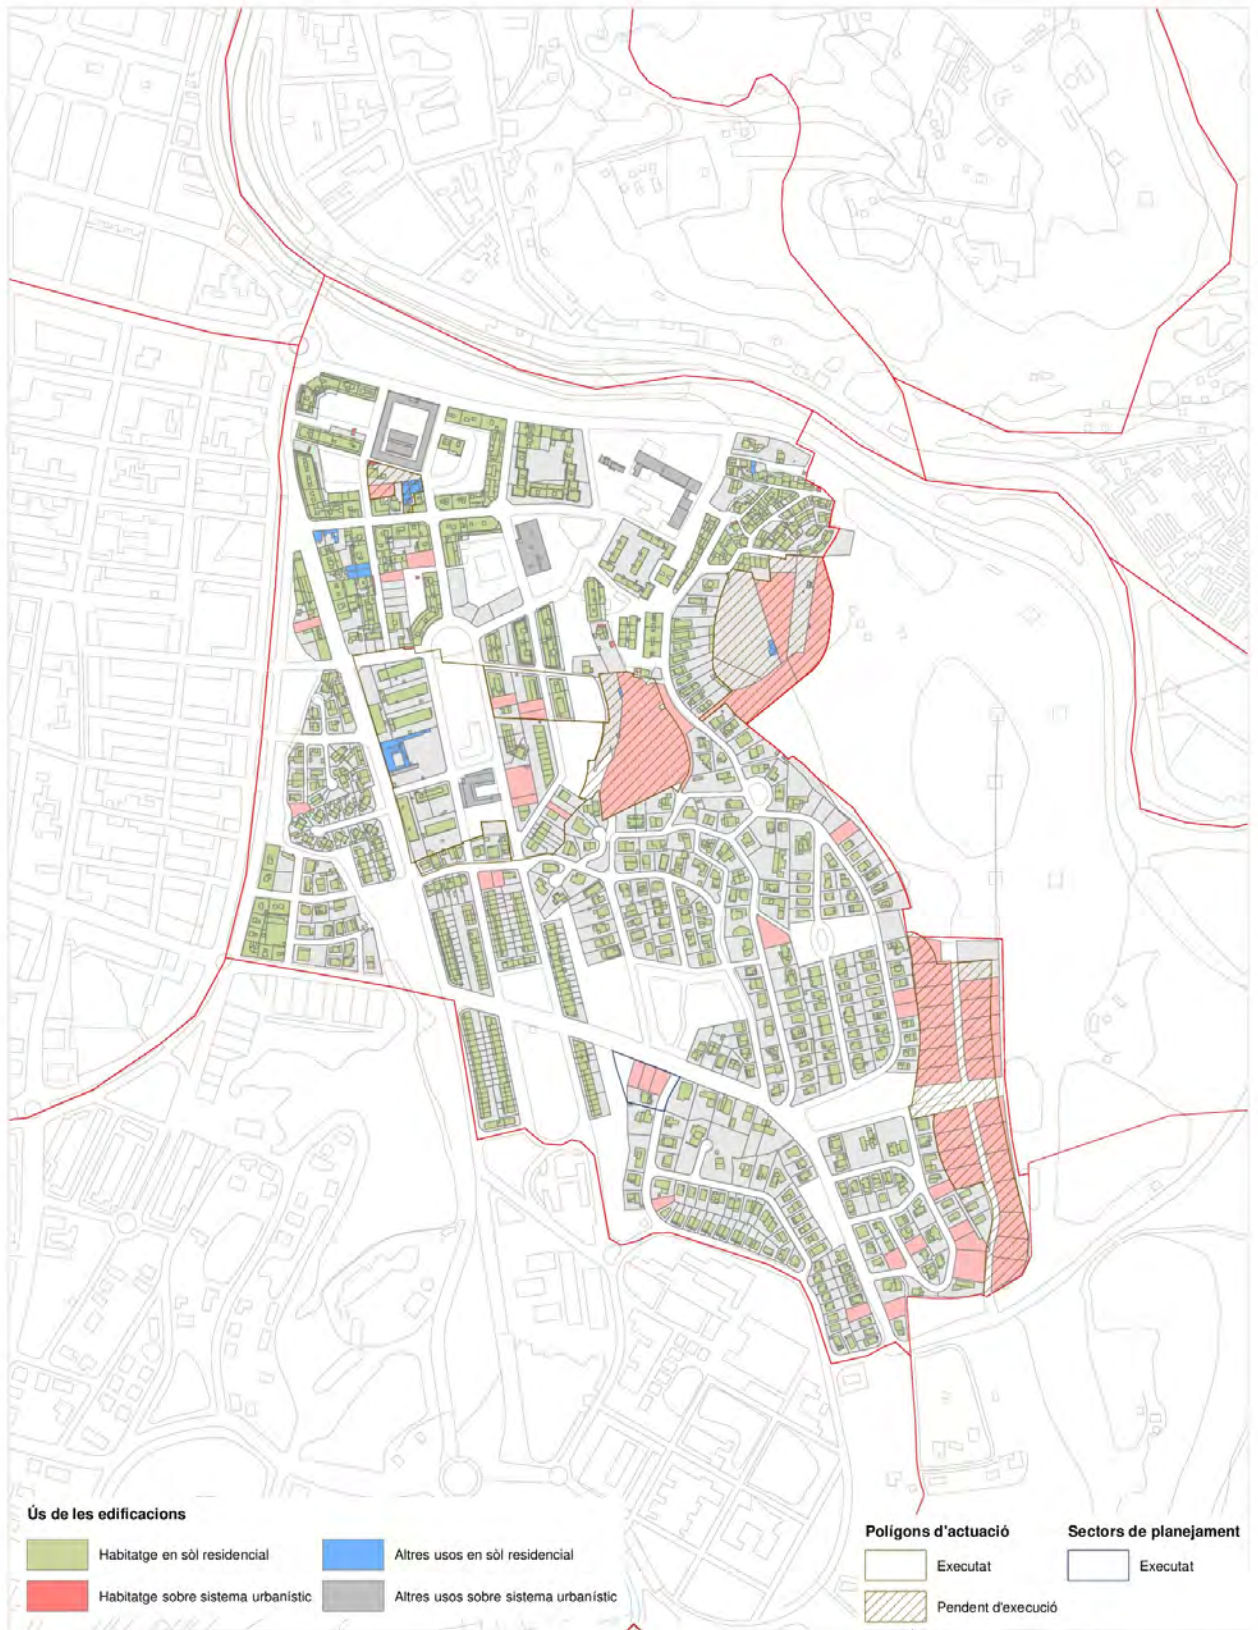 Ús de les edificacions
Habitatge en sòl residencial
Altres usos en sòl residencial
Habitatge sobre sistema urbanístic
Altres usos sobre sistema urbanístic
Polígons d'actuació
Executat
Pendent d'execució
Sectors de planejament
Executat